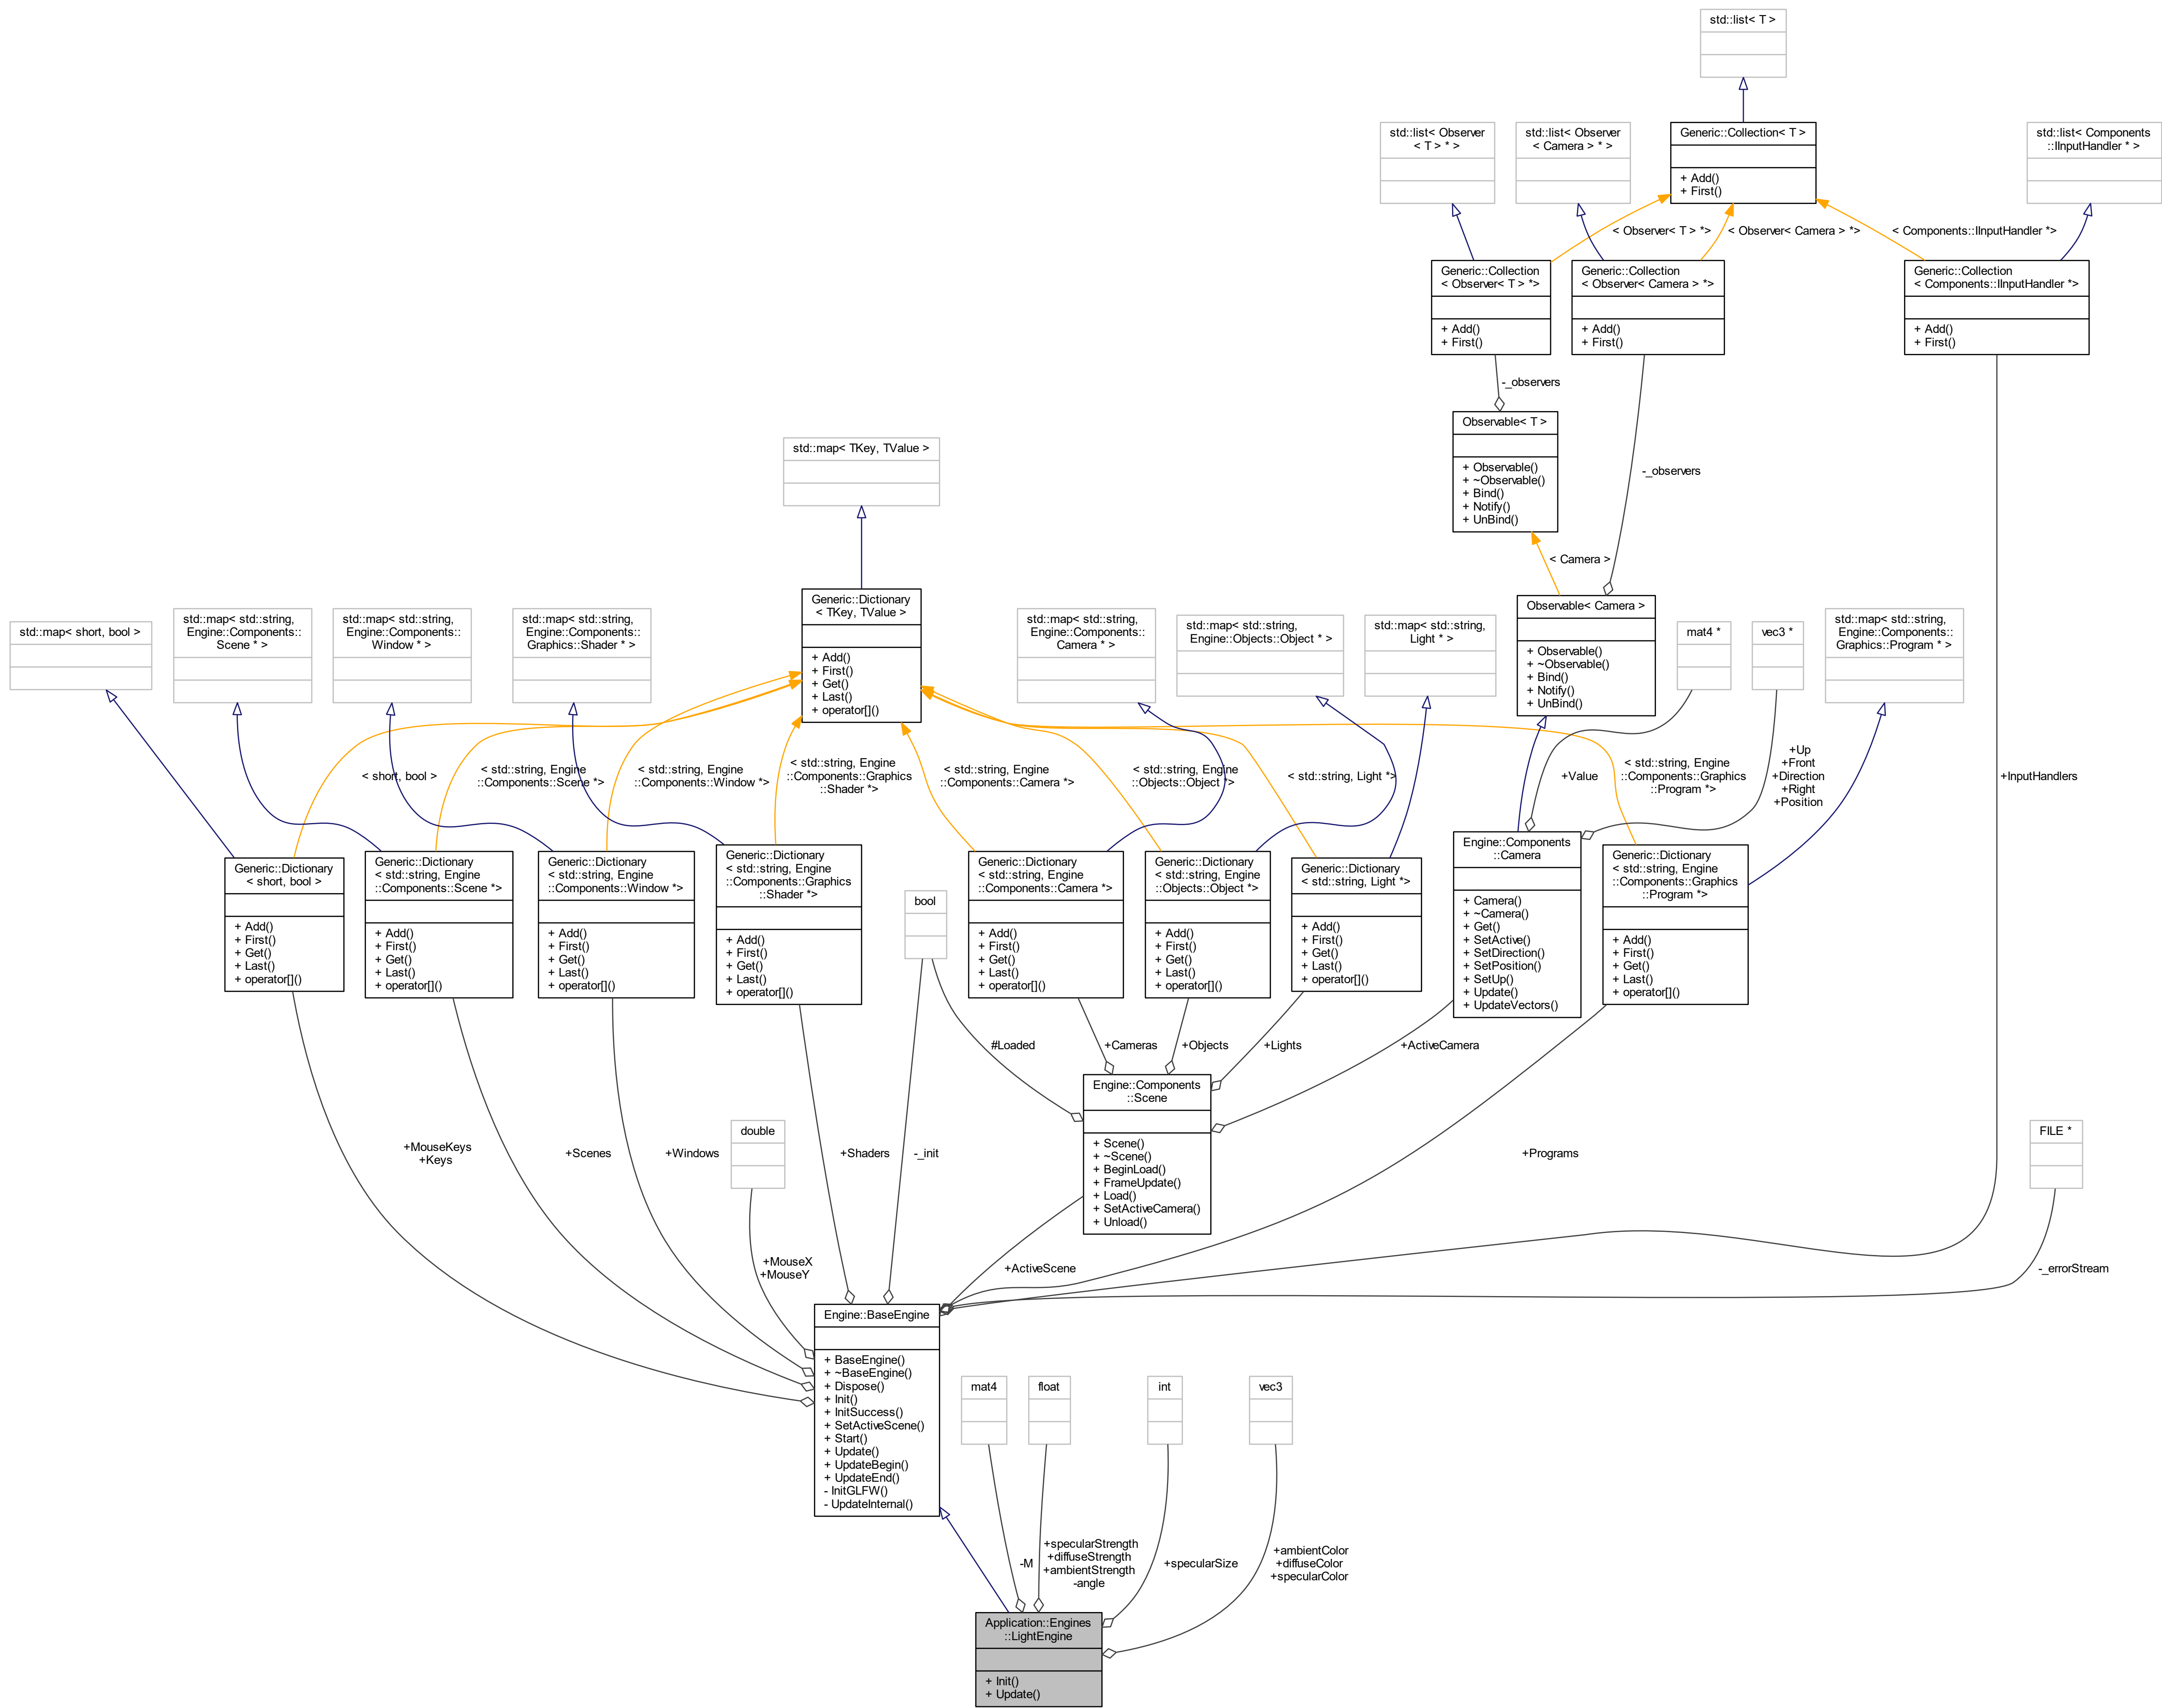 std::list< T >
std::list< Observer
< T > * >
std::list< Observer
< Camera > * >
Generic::Collection< T >
+ Add()
+ First()
std::list< Components
::IInputHandler * >
< Observer< T > *>
< Observer< Camera > *>
< Components::IInputHandler *>
Generic::Collection
< Observer< T > *>
+ Add()
+ First()
Generic::Collection
< Observer< Camera > *>
+ Add()
+ First()
Generic::Collection
< Components::IInputHandler *>
+ Add()
+ First()
-_observers
Observable< T >
+ Observable()
+ ~Observable()
+ Bind()
+ Notify()
+ UnBind()
-_observers
std::map< TKey, TValue >
< Camera >
Generic::Dictionary
< TKey, TValue >
+ Add()
+ First()
+ Get()
+ Last()
+ operator[]()
Observable< Camera >
+ Observable()
+ ~Observable()
+ Bind()
+ Notify()
+ UnBind()
std::map< short, bool >
std::map< std::string,
Engine::Components::
Scene * >
std::map< std::string,
Engine::Components::
Window * >
std::map< std::string,
Engine::Components::
Graphics::Shader * >
std::map< std::string,
Engine::Components::
Camera * >
std::map< std::string,
Engine::Objects::Object * >
std::map< std::string,
Light * >
mat4 *
vec3 *
std::map< std::string,
Engine::Components::
Graphics::Program * >
< short, bool >
< std::string, Engine
::Components::Scene *>
< std::string, Engine
::Components::Window *>
< std::string, Engine
::Components::Graphics
::Shader *>
< std::string, Engine
::Components::Camera *>
< std::string, Engine
::Objects::Object *>
< std::string, Light *>
+Value
< std::string, Engine
::Components::Graphics
::Program *>
+Up
+Front
+Direction
+Right
+Position
+InputHandlers
Generic::Dictionary
< short, bool >
+ Add()
+ First()
+ Get()
+ Last()
+ operator[]()
Generic::Dictionary
< std::string, Engine
::Components::Scene *>
+ Add()
+ First()
+ Get()
+ Last()
+ operator[]()
Generic::Dictionary
< std::string, Engine
::Components::Window *>
+ Add()
+ First()
+ Get()
+ Last()
+ operator[]()
Generic::Dictionary
< std::string, Engine
::Components::Graphics
::Shader *>
+ Add()
+ First()
+ Get()
+ Last()
+ operator[]()
bool
Generic::Dictionary
< std::string, Engine
::Components::Camera *>
+ Add()
+ First()
+ Get()
+ Last()
+ operator[]()
Generic::Dictionary
< std::string, Engine
::Objects::Object *>
+ Add()
+ First()
+ Get()
+ Last()
+ operator[]()
Generic::Dictionary
< std::string, Light *>
+ Add()
+ First()
+ Get()
+ Last()
+ operator[]()
Engine::Components
::Camera
+ Camera()
+ ~Camera()
+ Get()
+ SetActive()
+ SetDirection()
+ SetPosition()
+ SetUp()
+ Update()
+ UpdateVectors()
Generic::Dictionary
< std::string, Engine
::Components::Graphics
::Program *>
+ Add()
+ First()
+ Get()
+ Last()
+ operator[]()
#Loaded
+Cameras
+Objects
+Lights
+ActiveCamera
Engine::Components
::Scene
+ Scene()
+ ~Scene()
+ BeginLoad()
+ FrameUpdate()
+ Load()
+ SetActiveCamera()
+ Unload()
double
FILE *
+MouseKeys
+Keys
+Scenes
+Windows
+Shaders
-_init
+Programs
+MouseX
+MouseY
+ActiveScene
-_errorStream
Engine::BaseEngine
+ BaseEngine()
+ ~BaseEngine()
+ Dispose()
+ Init()
+ InitSuccess()
+ SetActiveScene()
+ Start()
+ Update()
+ UpdateBegin()
+ UpdateEnd()
- InitGLFW()
- UpdateInternal()
mat4
float
int
vec3
-M
+specularStrength
+diffuseStrength
+ambientStrength
-angle
+specularSize
+ambientColor
+diffuseColor
+specularColor
Application::Engines
::LightEngine
+ Init()
+ Update()